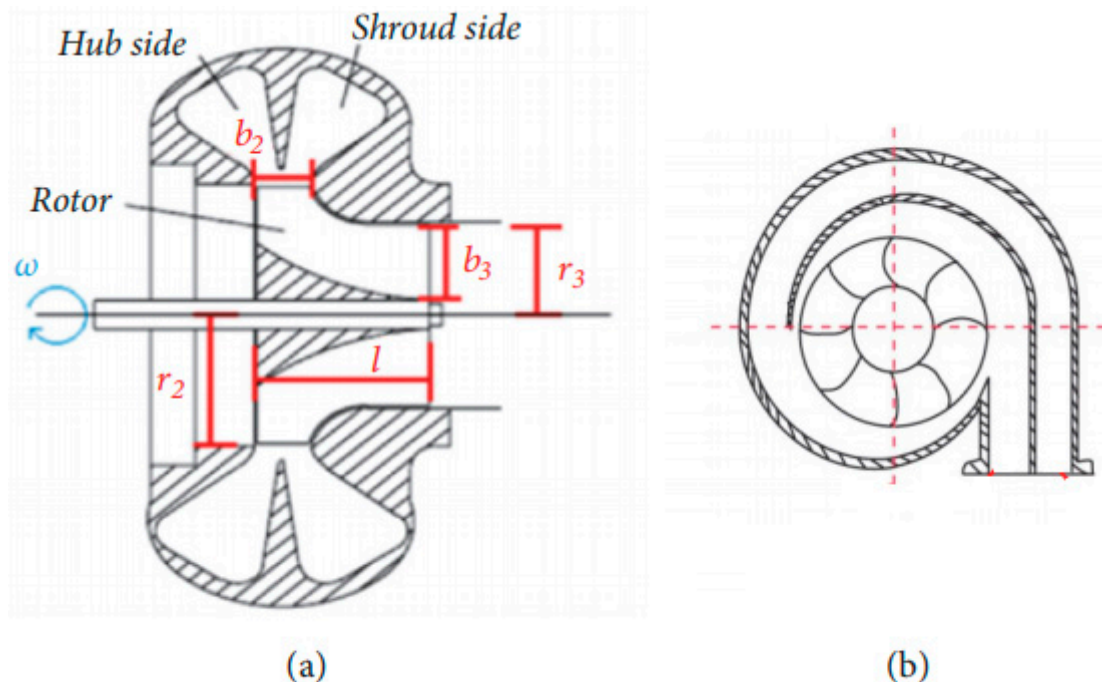 Hub side
Shroud side
b₂
Rotor
ω
b₃
r₃
r₂
l
(a)
(b)